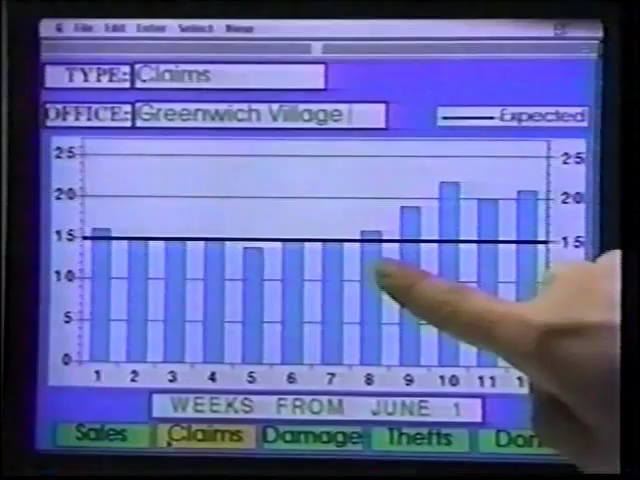 File Edit Enter Select
TYPE: Claims
OFFICE: Greenwich Village
Expected
25 25
20 20
15 15
10
5
0
1 2 3 4 5 6 7 8 9 10 11 1
WEEKS FROM JUNE 1
Sales Claims Damage Thefts Don